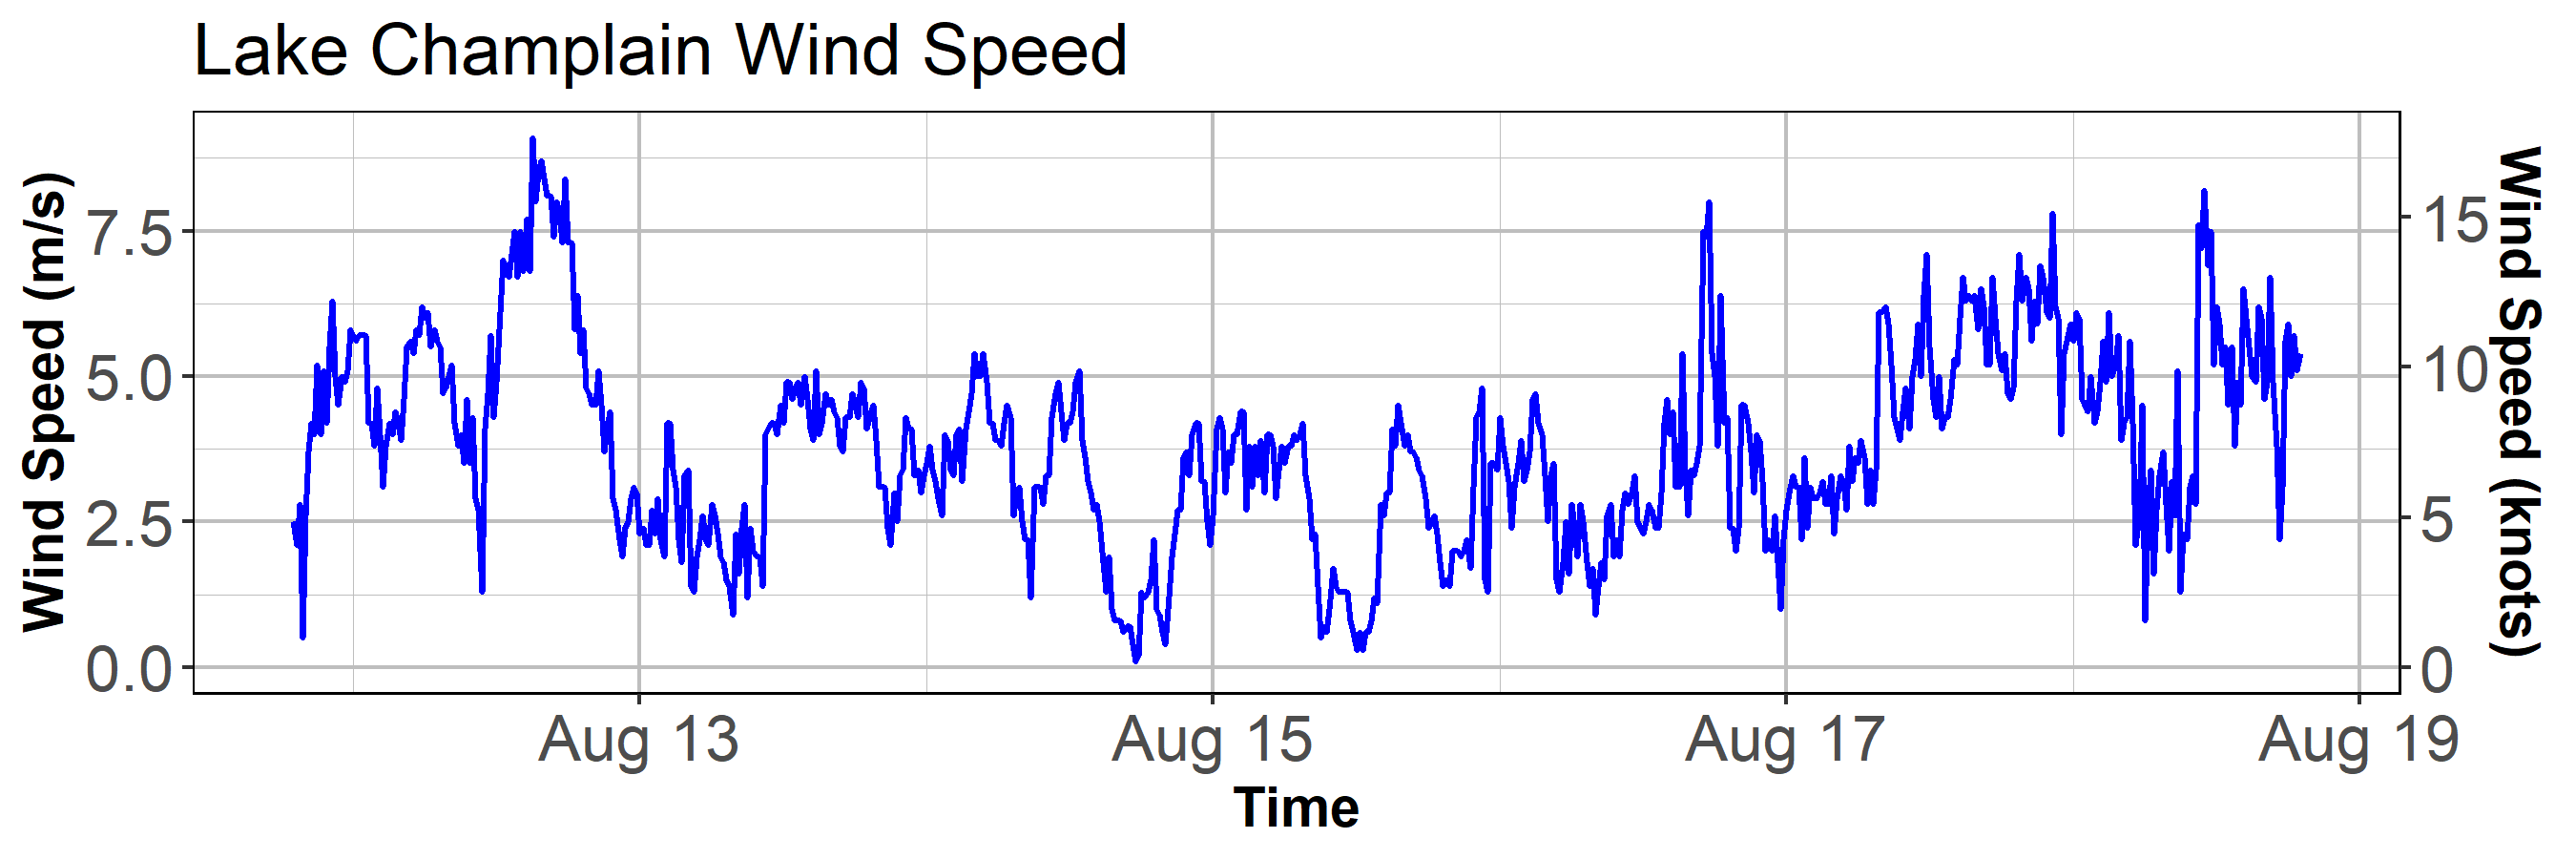 Lake Champlain Wind Speed
Wind Speed (m/s)
7.5
5.0
2.5
0.0
15
10
5
0
Wind Speed (knots)
Aug 13 Aug 15 Aug 17 Aug 19
Time